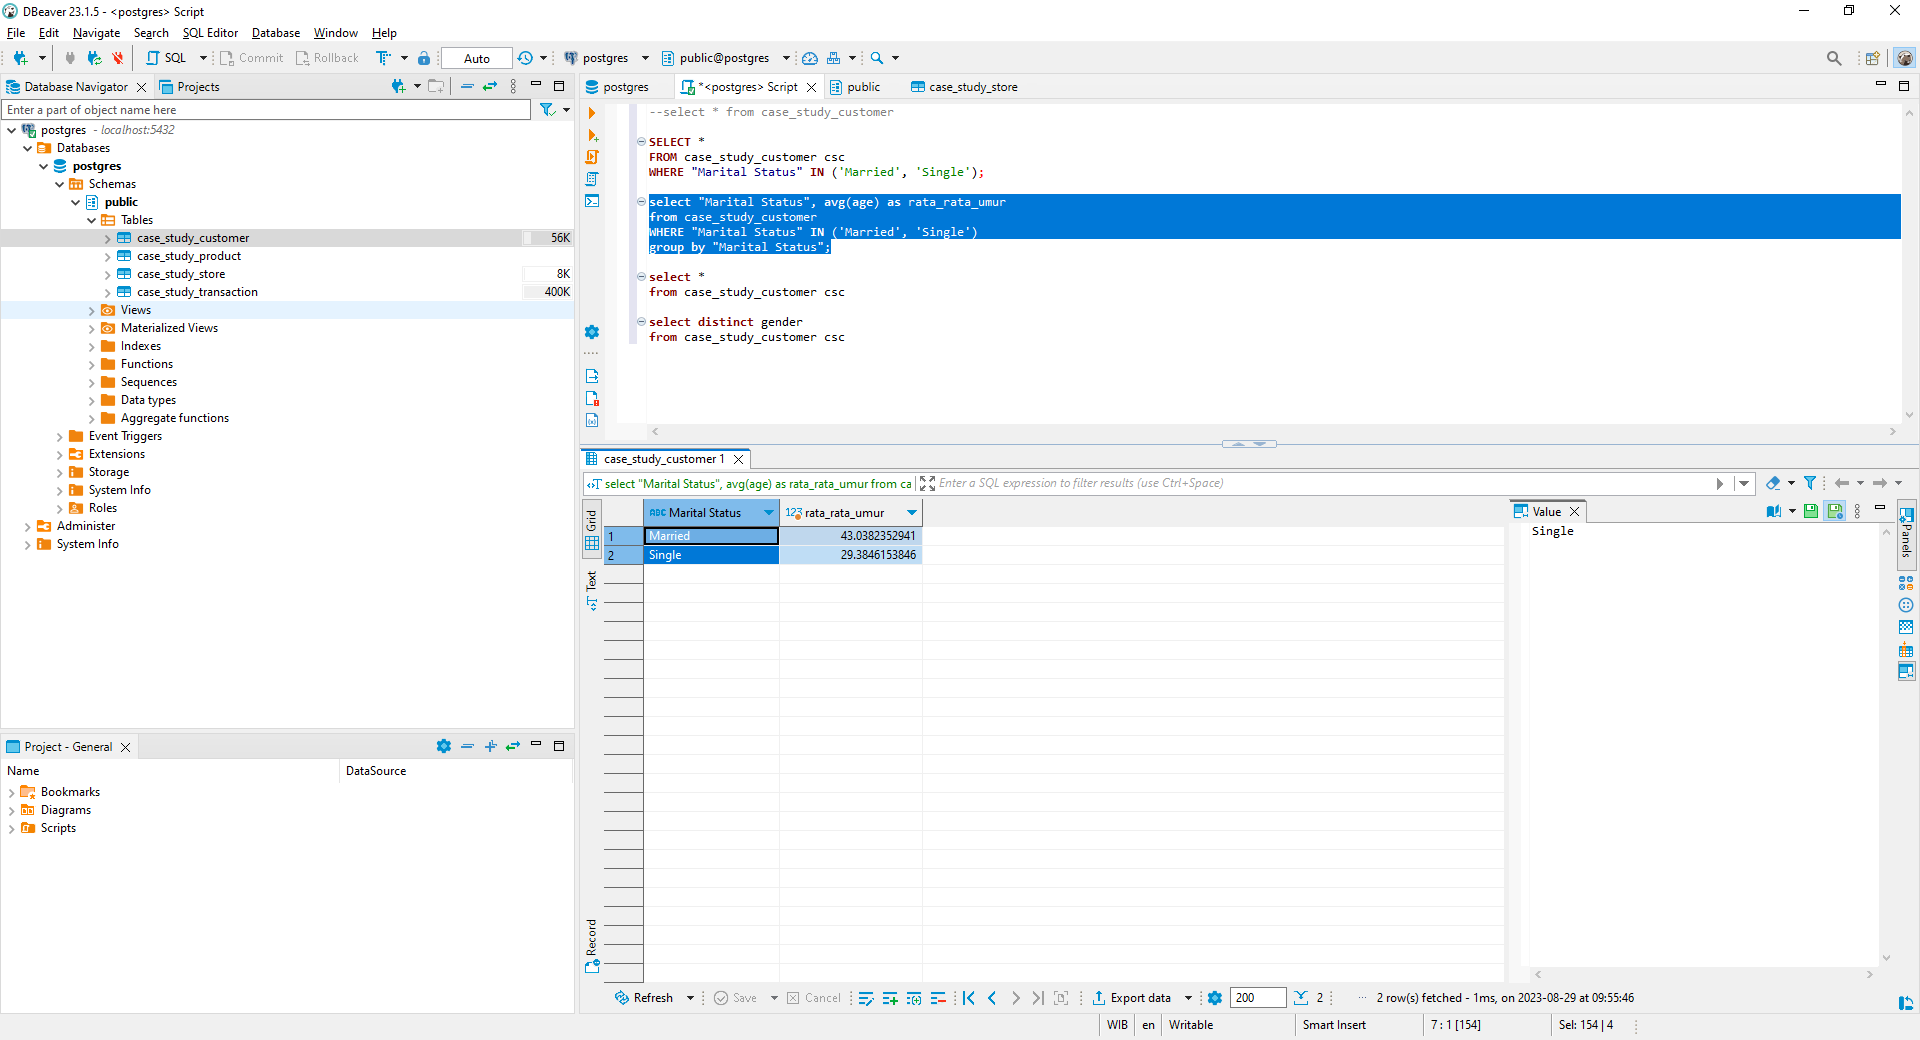 DBeaver 23.1.5 - <postgres> Script
File Edit Navigate Search SQL Editor Database Window Help
SQL Commit Rollback T Auto postgres public@postgres
Database Navigator Projects
Enter a part of object name here
postgres - localhost:5432
Databases
postgres
Schemas
public
Tables
case_study_customer 56K
case_study_product
case_study_store 8K
case_study_transaction 400K
Views
Materialized Views
Indexes
Functions
Sequences
Data types
Aggregate functions
Event Triggers
Extensions
Storage
System Info
Roles
Administer
System Info
Project - General
Name DataSource
Bookmarks
Diagrams
Scripts
postgres *<postgres> Script public case_study_store
--select * from case_study_customer
SELECT *
FROM case_study_customer csc
WHERE "Marital Status" IN ('Married', 'Single');
select "Marital Status", avg(age) as rata_rata_umur
from case_study_customer
WHERE "Marital Status" IN ('Married', 'Single')
group by "Marital Status";
select *
from case_study_customer csc
select distinct gender
from case_study_customer csc
case_study_customer 1
select "Marital Status", avg(age) as rata_rata_umur from ca Enter a SQL expression to filter results (use Ctrl+Space)
Grid
Text
Record
ABC Marital Status 123 rata_rata_umur
1 Married 43.0382352941
2 Single 29.3846153846
Value
Single
Panels
Refresh Save Cancel Export data 200 2 2 row(s) fetched - 1ms, on 2023-08-29 at 09:55:46
WIB en Writable Smart Insert 7 : 1 [154] Sel: 154 | 4